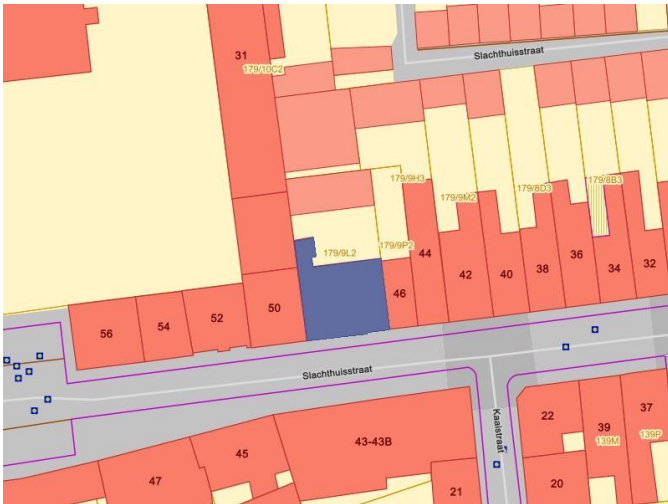 31
179/10C2
Slachthuisstraat
179/9H3
179/9M2
179/8D3
179/8B3
179/9L2
179/9P2
44
46
42
40
38
36
34
32
56
54
52
50
Slachthuisstraat
Kaaistraat
43-43B
45
47
22
39
139M
37
139P
21
20